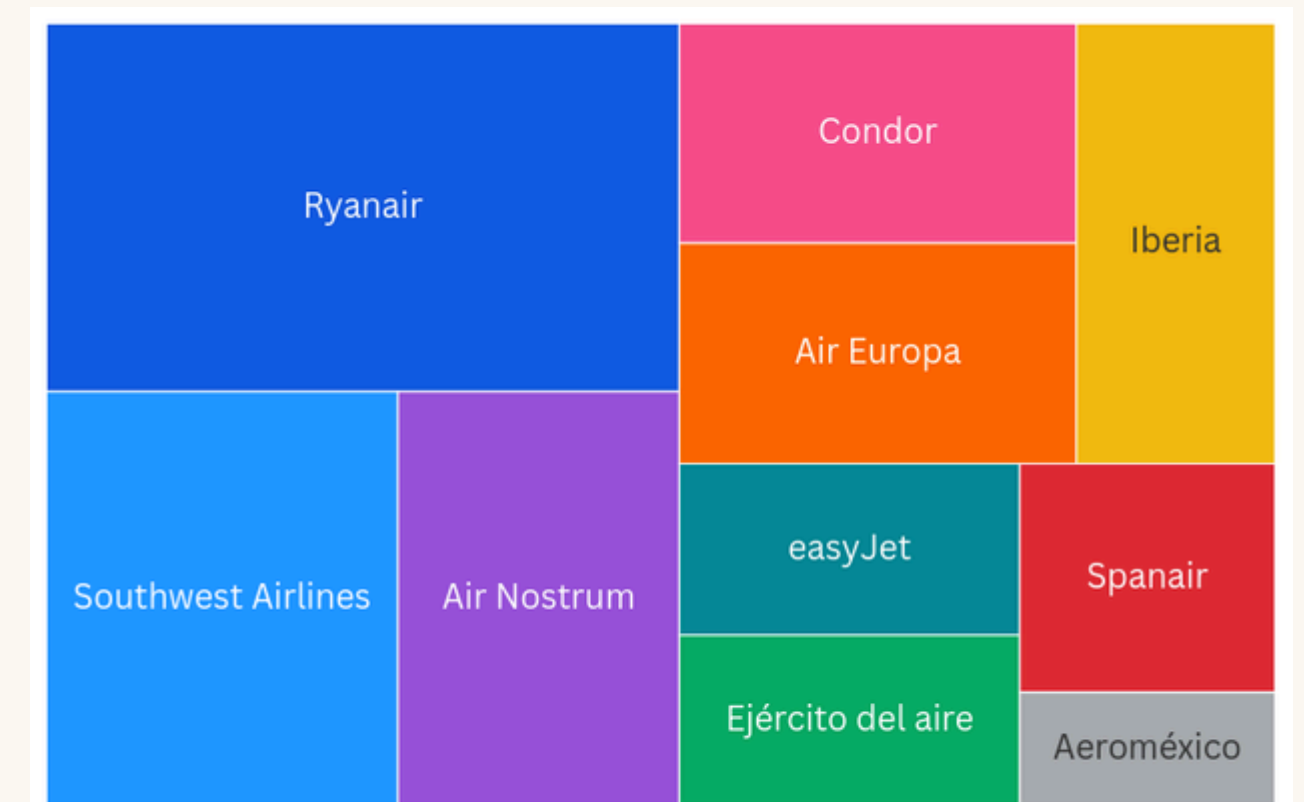 Ryanair
Southwest Airlines
Air Nostrum
Condor
Air Europa
Iberia
easyJet
Ejército del aire
Spanair
Aeroméxico